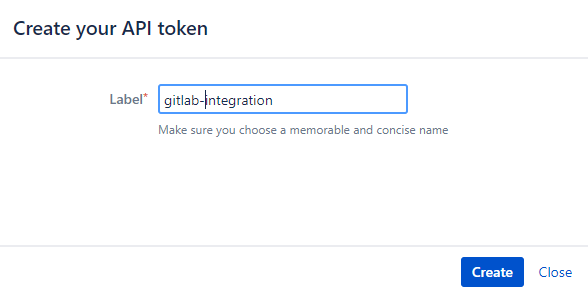 Create your API token
Label* gitlab-integration
Make sure you choose a memorable and concise name
Create Close